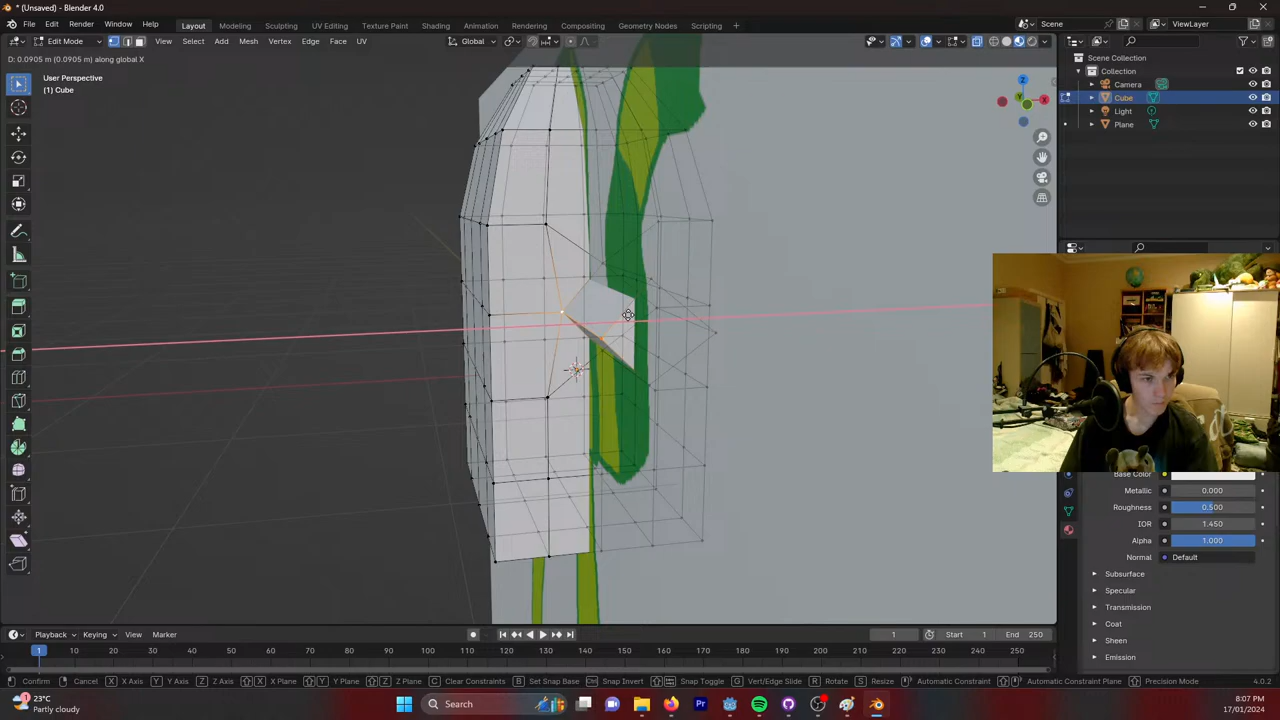 * (Unsaved) - Blender 4.0
File Edit Render Window Help Layout Modeling Sculpting UV Editing Texture Paint Shading Animation Rendering Compositing Geometry Nodes Scripting + Scene ViewLayer
Edit Mode View Select Add Mesh Vertex Edge Face UV Global
D: 0.0905 m (0.0905 m) along global X
User Perspective
(1) Cube
Z
Y
X
Scene Collection
Collection
Camera
Cube
Light
Plane
Base Color
Metallic 0.000
Roughness 0.500
IOR 1.450
Alpha 1.000
Normal Default
Subsurface
Specular
Transmission
Coat
Sheen
Emission
Playback Keying View Marker 1 Start 1 End 250
1 10 20 30 40 50 60 70 80 90 100 110 120 130 140 150 160 170 180 190 200 210 220 230 240 250
Confirm Cancel X X Axis Y Y Axis Z Z Axis X X Plane Y Y Plane Z Z Plane C Clear Constraints B Set Snap Base Snap Invert Snap Toggle G Vert/Edge Slide R Rotate S Resize Automatic Constraint Automatic Constraint Plane Precision Mode
23°C
Partly cloudy
Search
Pr
8:07 PM
17/01/2024